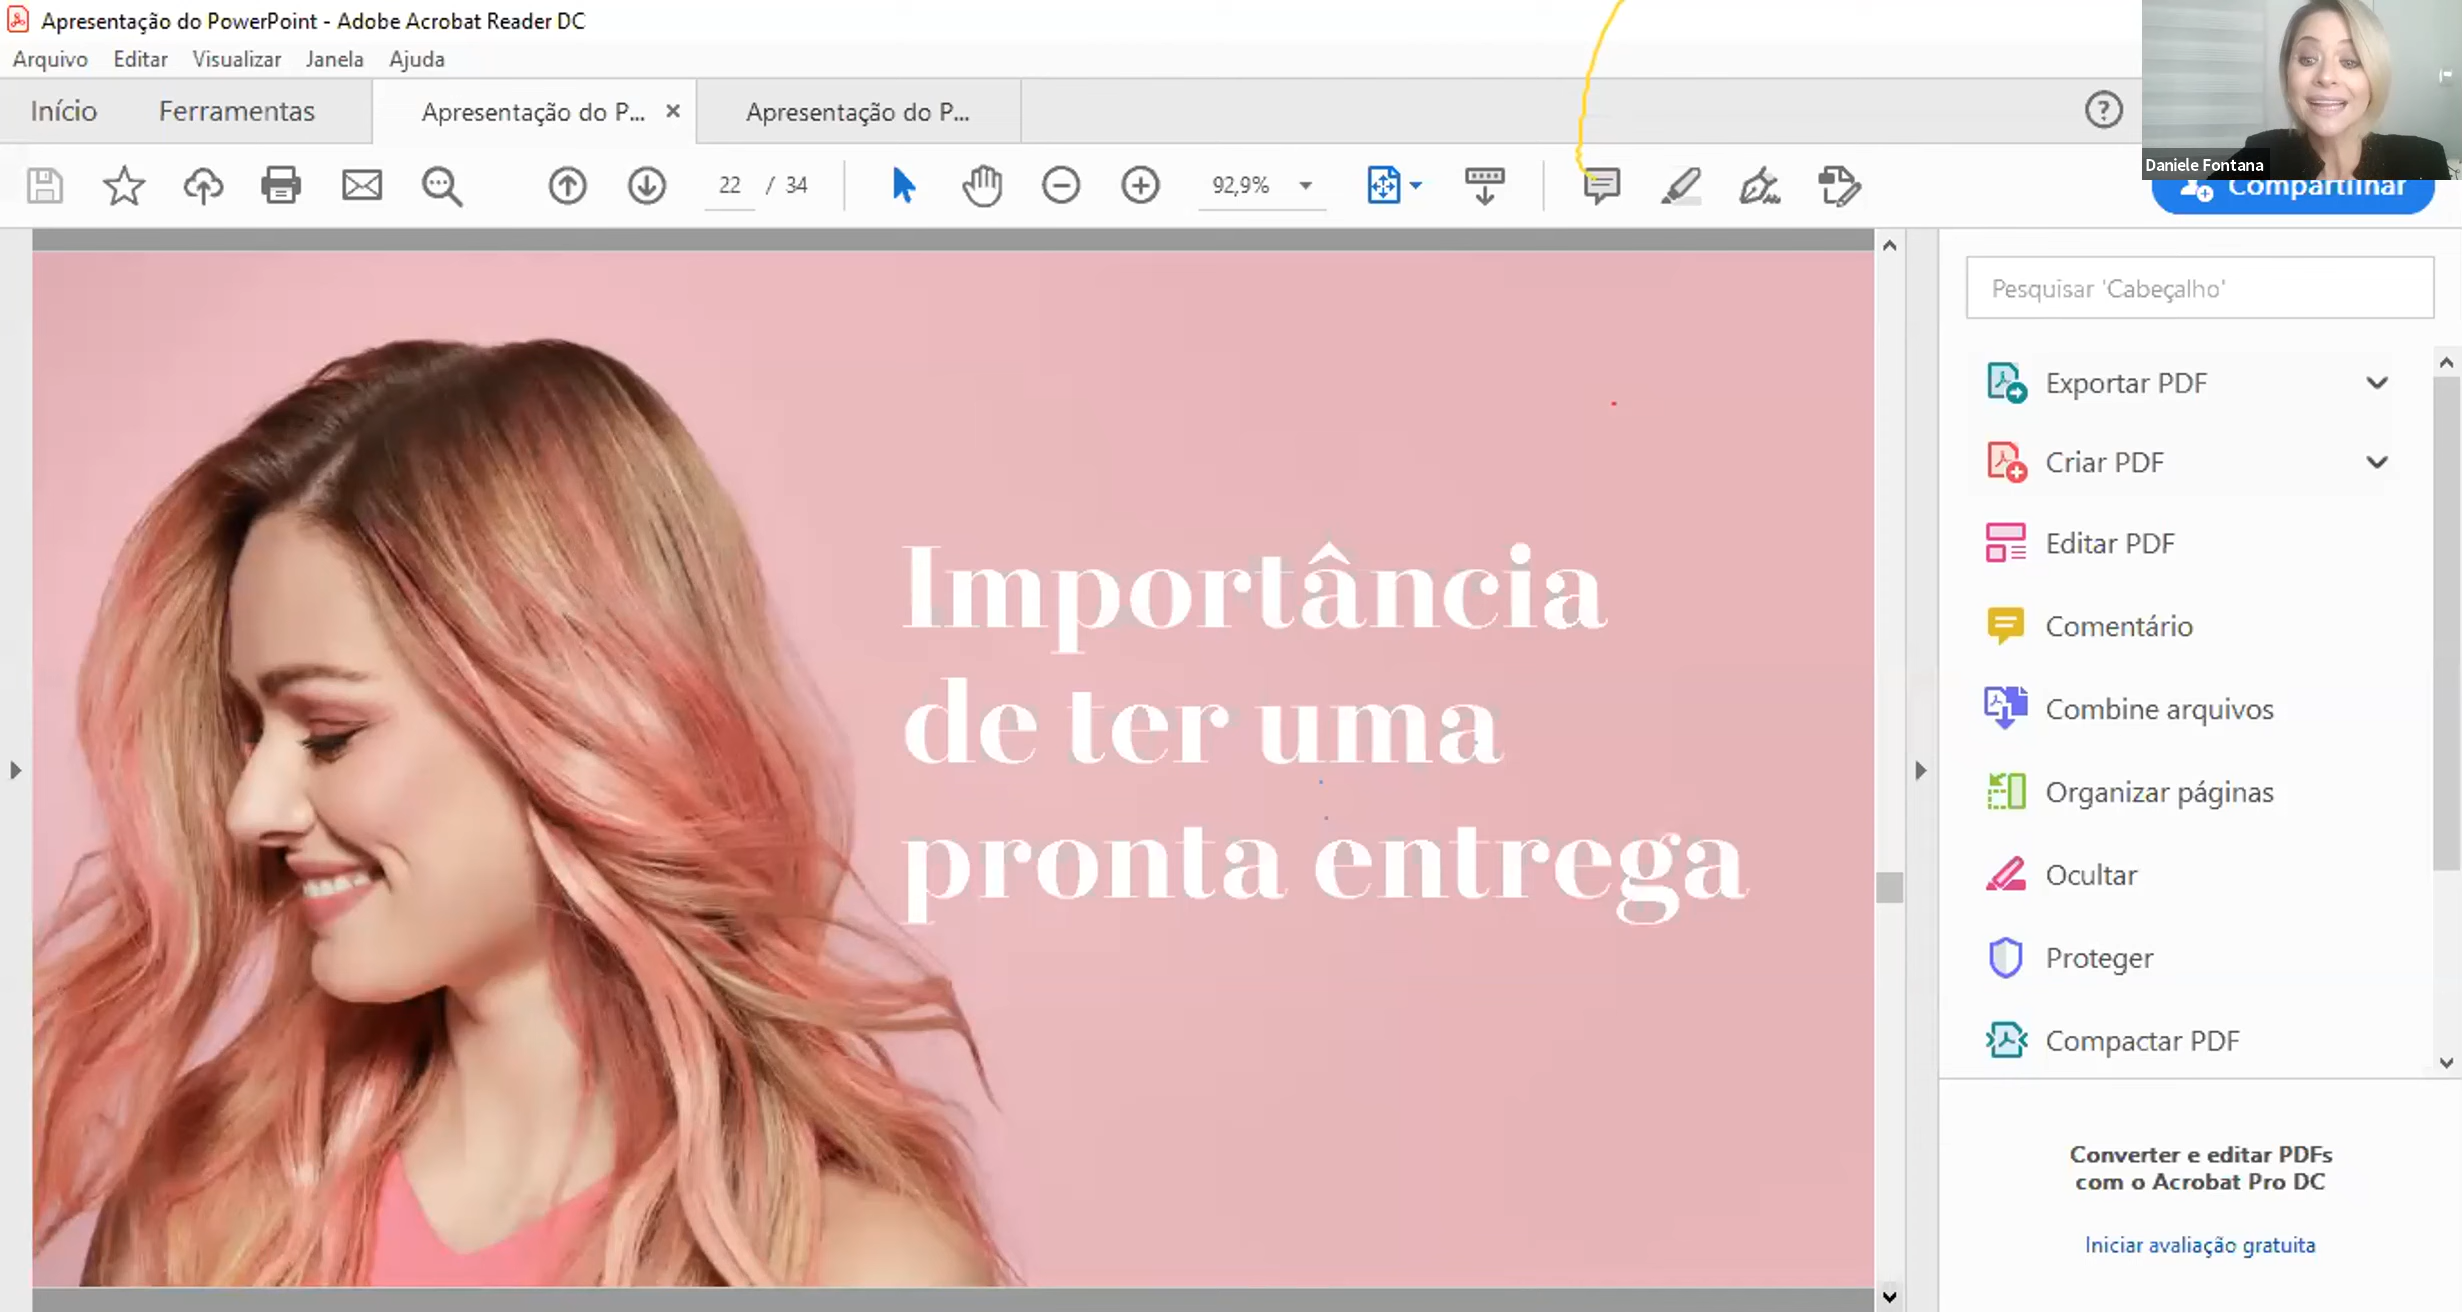 Apresentação do PowerPoint - Adobe Acrobat Reader DC
Arquivo Editar Visualizar Janela Ajuda
Início Ferramentas Apresentação do P... Apresentação do P...
22 / 34 92,9%
Daniele Fontana
Compartilhar
Importância
de ter uma
pronta entrega
Pesquisar 'Cabeçalho'
Exportar PDF
Criar PDF
Editar PDF
Comentário
Combine arquivos
Organizar páginas
Ocultar
Proteger
Compactar PDF
Converter e editar PDFs
com o Acrobat Pro DC
Iniciar avaliação gratuita